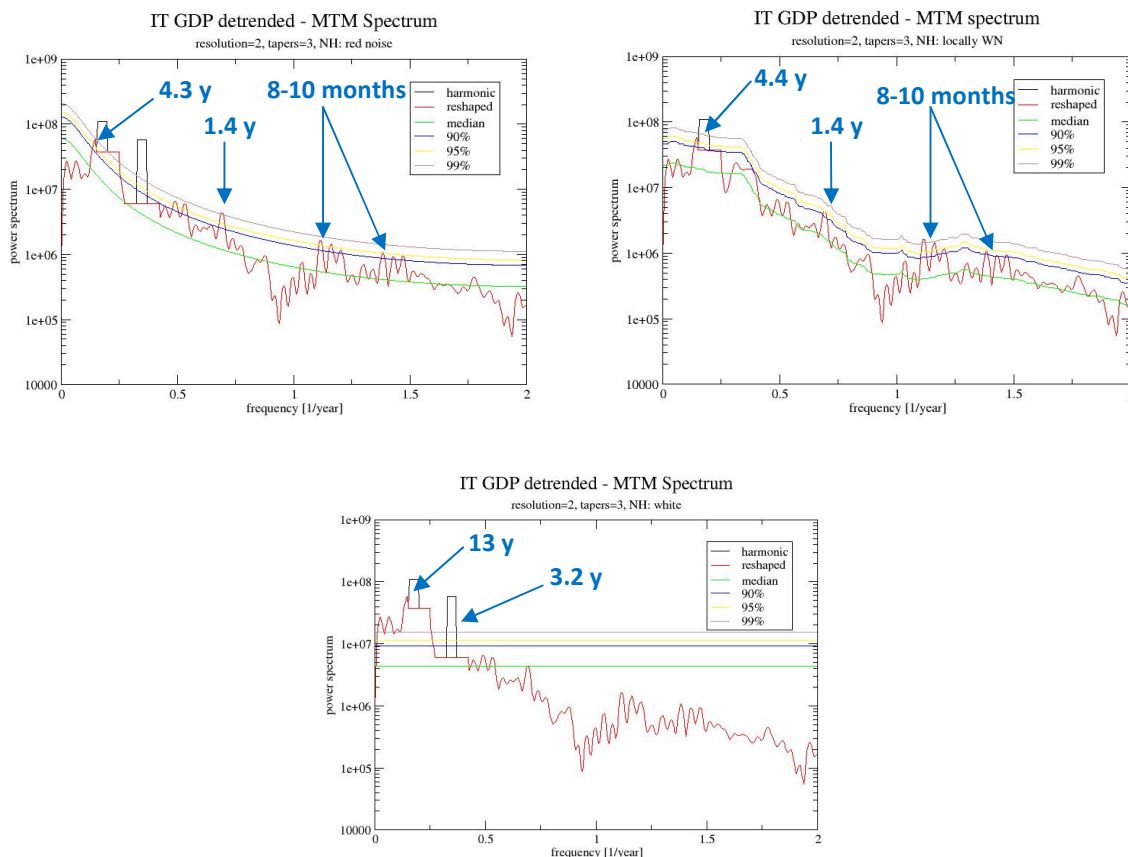 IT GDP detrended - MTM Spectrum
resolution=2, tapers=3, NH: red noise
1e+09
1e+08
1e+07
1e+06
1e+05
10000
power spectrum
4.3 y
1.4 y
8-10 months
harmonic
reshaped
median
90%
95%
99%
0
0.5
1
1.5
2
frequency [1/year]
IT GDP detrended - MTM spectrum
resolution=2, tapers=3, NH: locally WN
1e+09
1e+08
1e+07
1e+06
1e+05
10000
power spectrum
4.4 y
1.4 y
8-10 months
harmonic
reshaped
median
90%
95%
99%
0
0.5
1
1.5
frequency [1/year]
IT GDP detrended - MTM Spectrum
resolution=2, tapers=3, NH: white
1e+09
1e+08
1e+07
1e+06
1e+05
10000
power spectrum
13 y
3.2 y
harmonic
reshaped
median
90%
95%
99%
0
0.5
1
1.5
2
frequency [1/year]